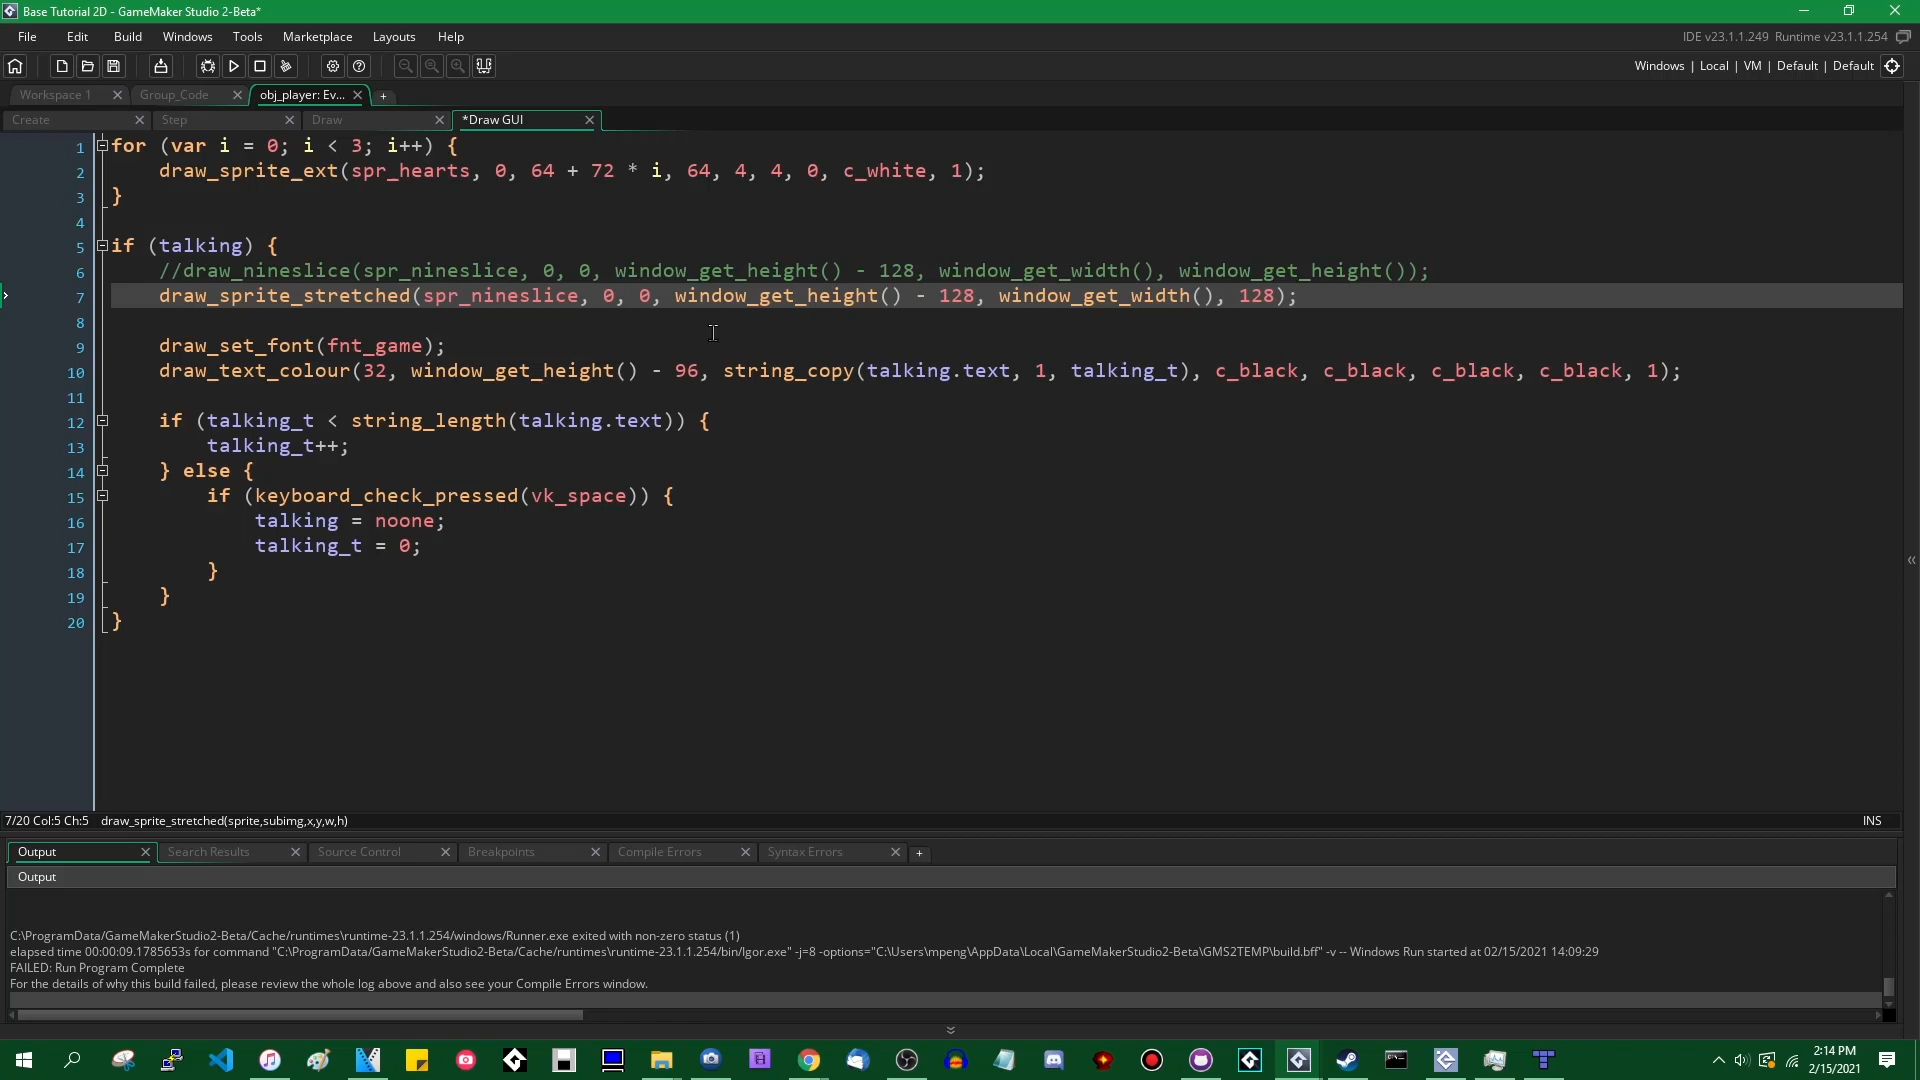 Base Tutorial 2D - GameMaker Studio 2-Beta*
File Edit Build Windows Tools Marketplace Layouts Help
IDE v23.1.1.249 Runtime v23.1.1.254
Windows | Local | VM | Default | Default
Workspace 1 Group_Code obj_player: Ev... +
Create Step Draw *Draw GUI
1 for (var i = 0; i < 3; i++) {
2 draw_sprite_ext(spr_hearts, 0, 64 + 72 * i, 64, 4, 4, 0, c_white, 1);
3 }
4
5 if (talking) {
6 //draw_nineslice(spr_nineslice, 0, 0, window_get_height() - 128, window_get_width(), window_get_height());
7 draw_sprite_stretched(spr_nineslice, 0, 0, window_get_height() - 128, window_get_width(), 128);
8
9 draw_set_font(fnt_game);
10 draw_text_colour(32, window_get_height() - 96, string_copy(talking.text, 1, talking_t), c_black, c_black, c_black, c_black, 1);
11
12 if (talking_t < string_length(talking.text)) {
13 talking_t++;
14 } else {
15 if (keyboard_check_pressed(vk_space)) {
16 talking = noone;
17 talking_t = 0;
18 }
19 }
20 }
7/20 Col:5 Ch:5 draw_sprite_stretched(sprite,subimg,x,y,w,h) INS
Output Search Results Source Control Breakpoints Compile Errors Syntax Errors +
Output
C:\ProgramData/GameMakerStudio2-Beta/Cache/runtimes\runtime-23.1.1.254/windows/Runner.exe exited with non-zero status (1)
elapsed time 00:00:09.1785653s for command "C:\ProgramData/GameMakerStudio2-Beta/Cache/runtimes\runtime-23.1.1.254/bin/Igor.exe" -j=8 -options="C:\Users\mpeng\AppData\Local\GameMakerStudio2-Beta\GMS2TEMP\build.bff" -v -- Windows Run started at 02/15/2021 14:09:29
FAILED: Run Program Complete
For the details of why this build failed, please review the whole log above and also see your Compile Errors window.
2:14 PM
2/15/2021